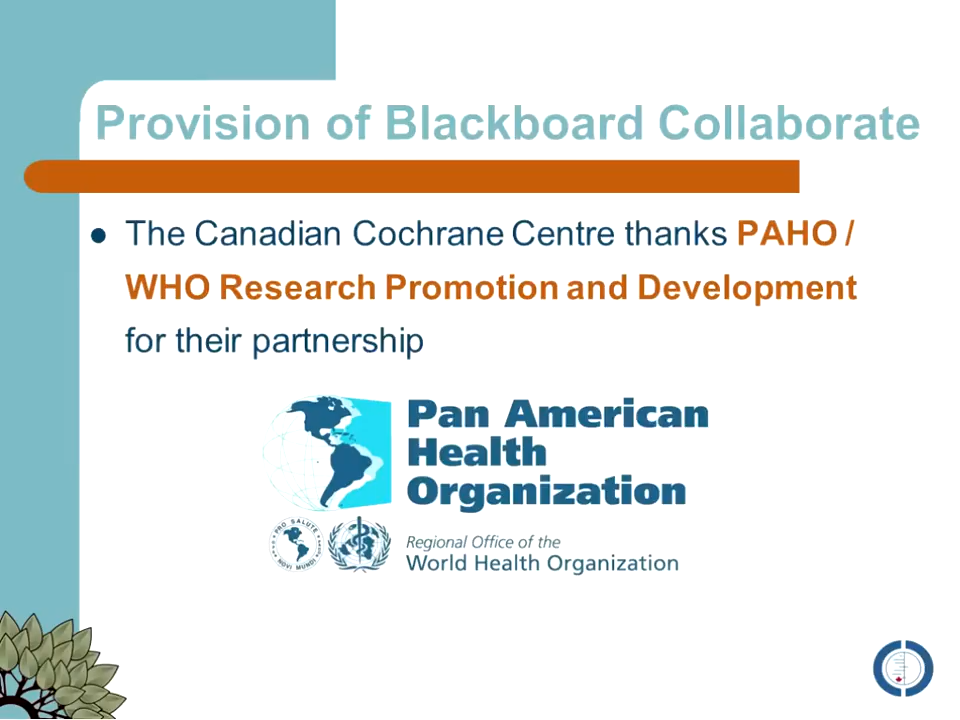 Provision of Blackboard Collaborate
The Canadian Cochrane Centre thanks PAHO /
WHO Research Promotion and Development
for their partnership
Pan American
Health
Organization
PRO SALUTE
NOVI MUNDI
Regional Office of the
World Health Organization